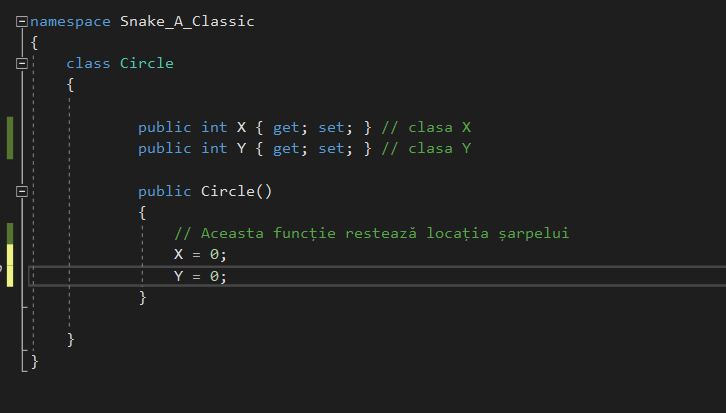 namespace Snake_A_Classic
{
class Circle
{
public int X { get; set; } // clasa X
public int Y { get; set; } // clasa Y
public Circle()
{
// Aceasta funcție restează locația șarpelui
X = 0;
Y = 0;
}
}
}